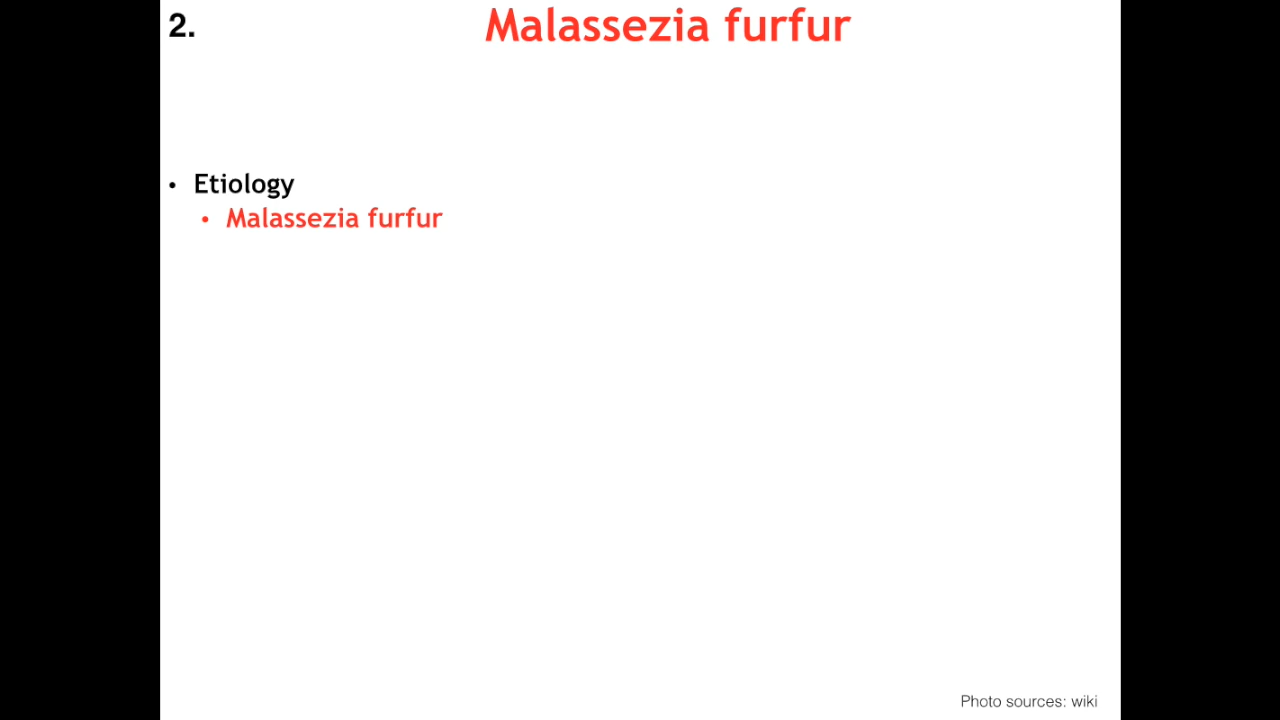 2.
Malassezia furfur
• Etiology
• Malassezia furfur
Photo sources: wiki